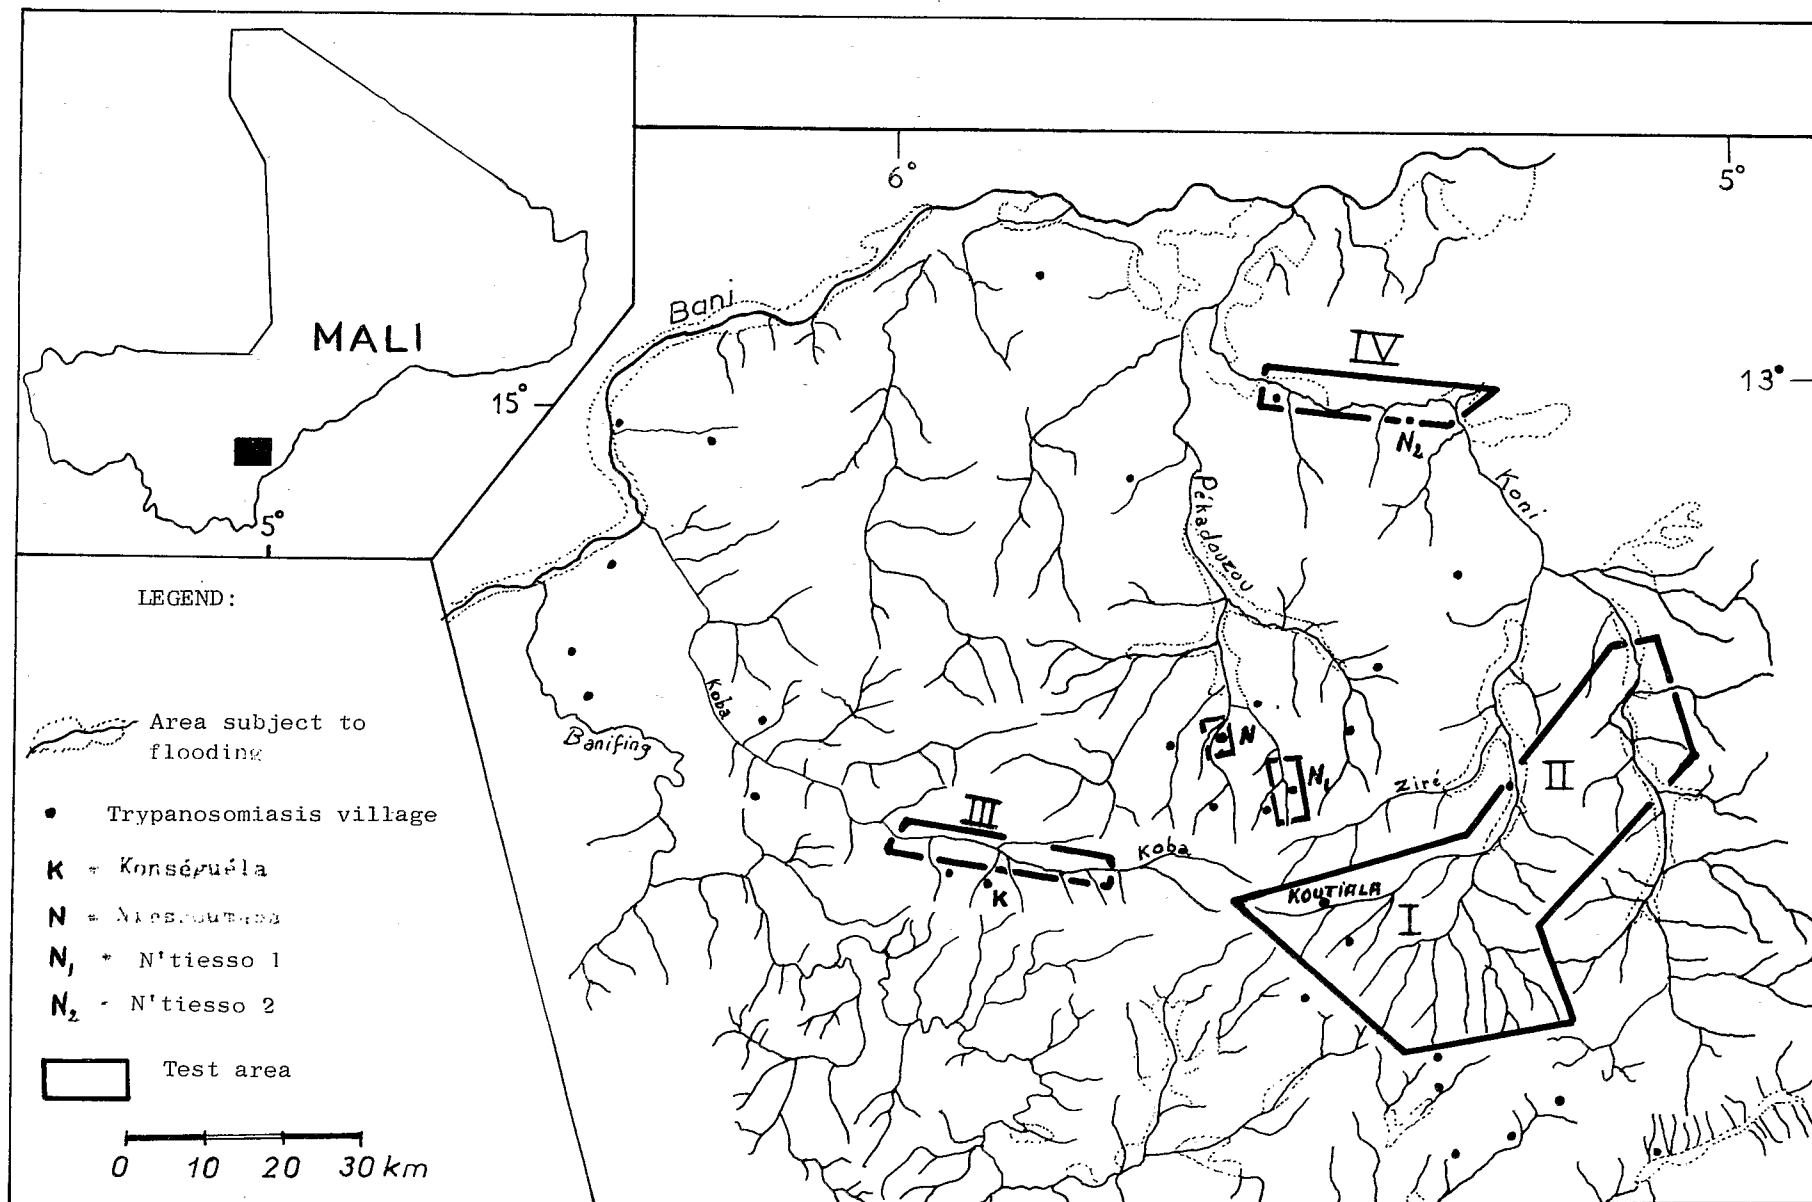 MALI
15°
5°
LEGEND:
Area subject to
flooding
Trypanosomiasis village
K = Konséguéla
N =
N₁ = N'tiesso 1
N₂ - N'tiesso 2
Test area
0 10 20 30 km
6°
5°
13°
Bani
IV
N₂
Koni
Pékadouzou
Koba
Banifing
N
N₁
Ziré
II
III
Koba
K
KOUTIALA
I